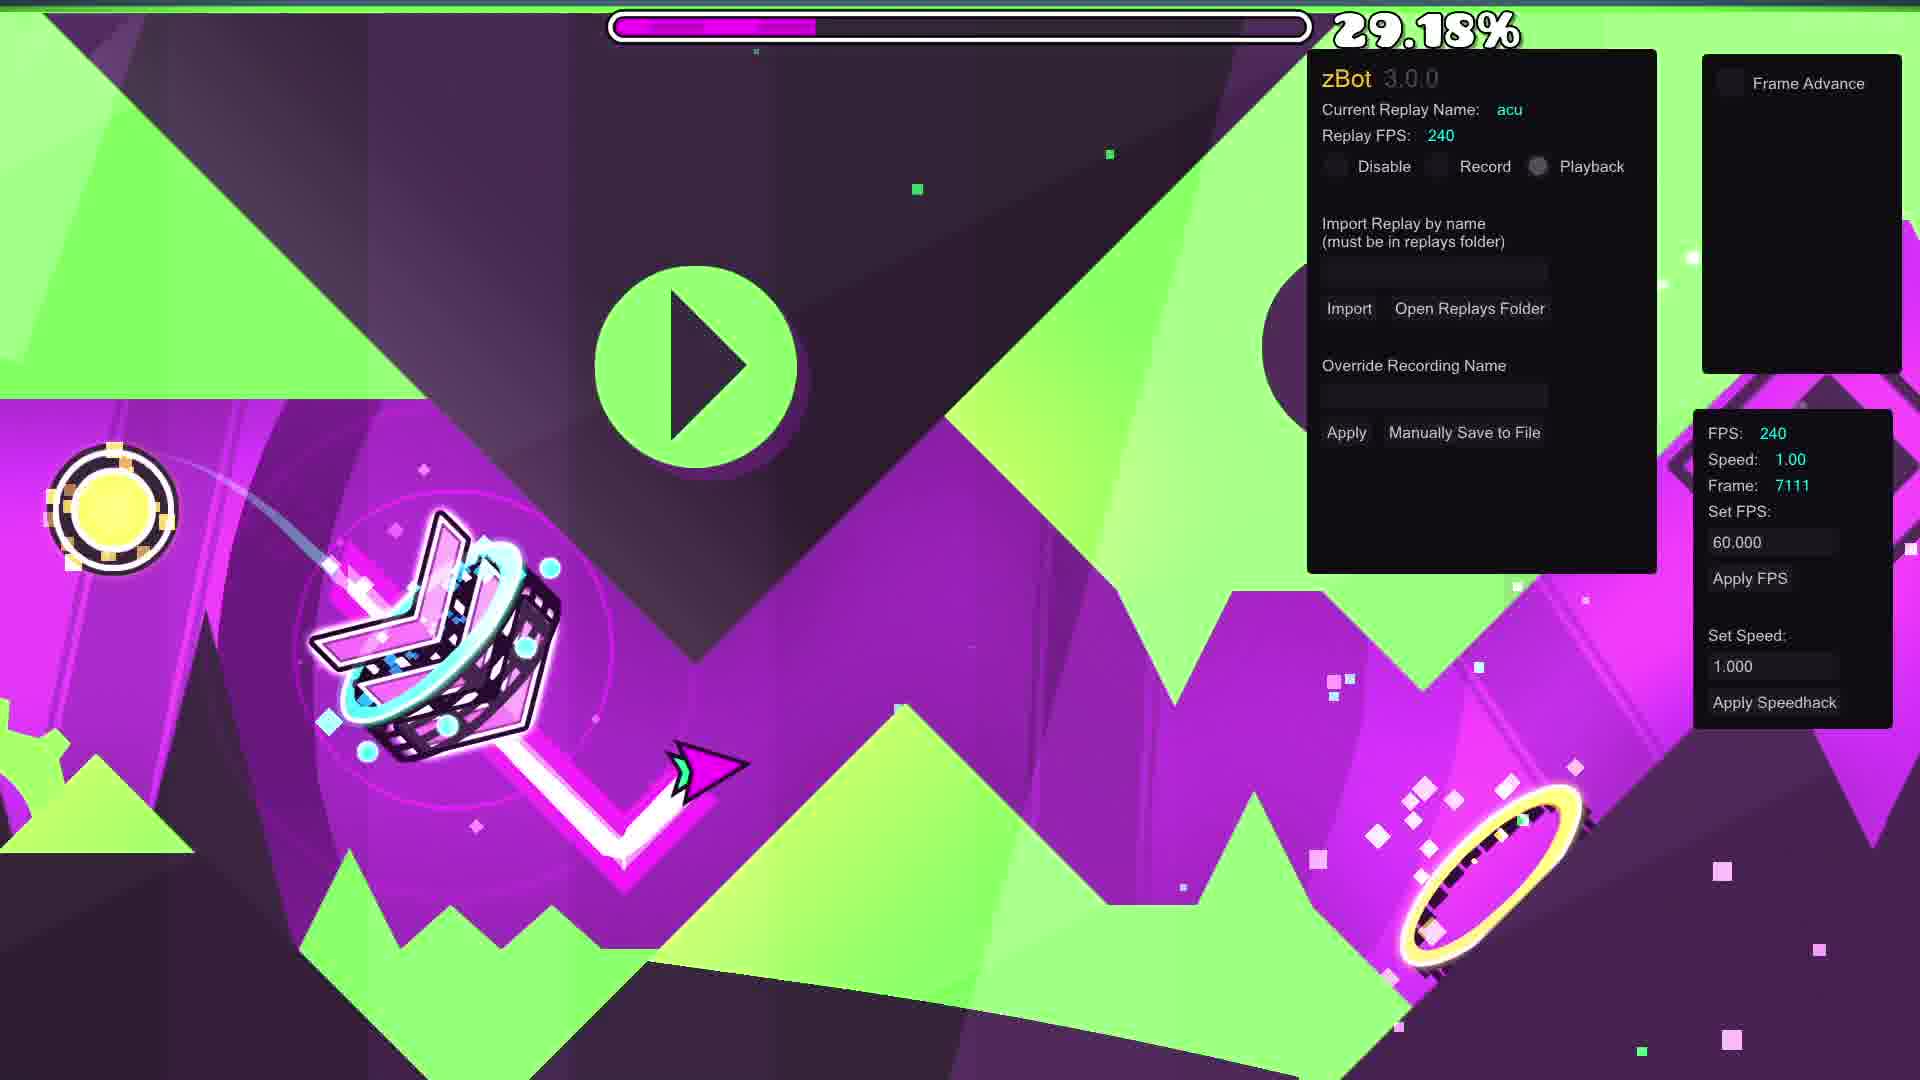 29.18%
zBot 3.0.0
Current Replay Name: acu
Replay FPS: 240
Disable Record Playback
Import Replay by name
(must be in replays folder)
Import Open Replays Folder
Override Recording Name
Apply Manually Save to File
Frame Advance
FPS: 240
Speed: 1.00
Frame: 7111
Set FPS:
60.000
Apply FPS
Set Speed:
1.000
Apply Speedhack